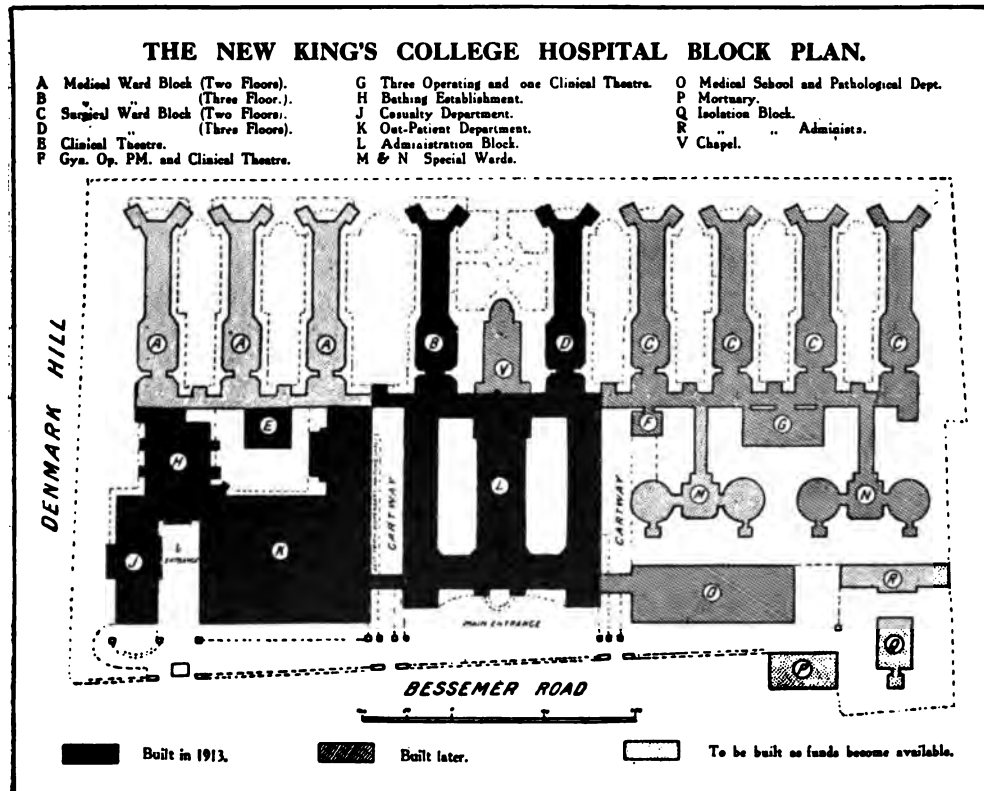 THE NEW KING'S COLLEGE HOSPITAL BLOCK PLAN.
A Medical Ward Block (Two Floors).
B " " (Three Floor.).
C Surgical Ward Block (Two Floors).
D " (Three Floors).
E Clinical Theatre.
F Gyn. Op. PM. and Clinical Theatre.
G Three Operating and one Clinical Theatre.
H Bathing Establishment.
J Casualty Department.
K Out-Patient Department.
L Administration Block.
M & N Special Wards.
O Medical School and Pathological Dept.
P Mortuary.
Q Isolation Block.
R " " Administs.
V Chapel.
DENMARK HILL
A
A
A
B
V
D
C
C
C
C
E
F
G
H
J
K
L
M
N
ENTRANCE
CARTWAY
CARTWAY
MAIN ENTRANCE
O
R
Q
P
BESSEMER ROAD
Built in 1913.
Built later.
To be built as funds become available.